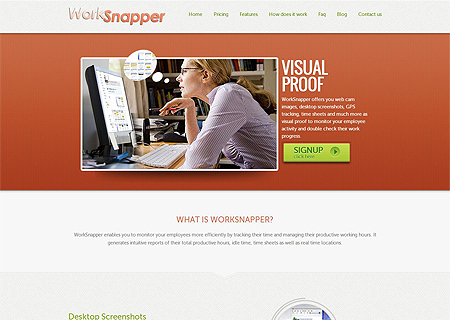 WorkSnapper
Home Pricing Features How does it work Faq Blog Contact us
VISUAL
PROOF
WorkSnapper offers you web cam
images, desktop screenshots, GPS
tracking, time sheets and much more as
visual proof to monitor your employee
activity and double check their work
progress.
SIGNUP
click here
WHAT IS WORKSNAPPER?
WorkSnapper enables you to monitor your employees more efficiently by tracking their time and managing their productive working hours. It
generates intuitive reports of their total productive hours, idle time, time sheets as well as real time locations.
Desktop Screenshots